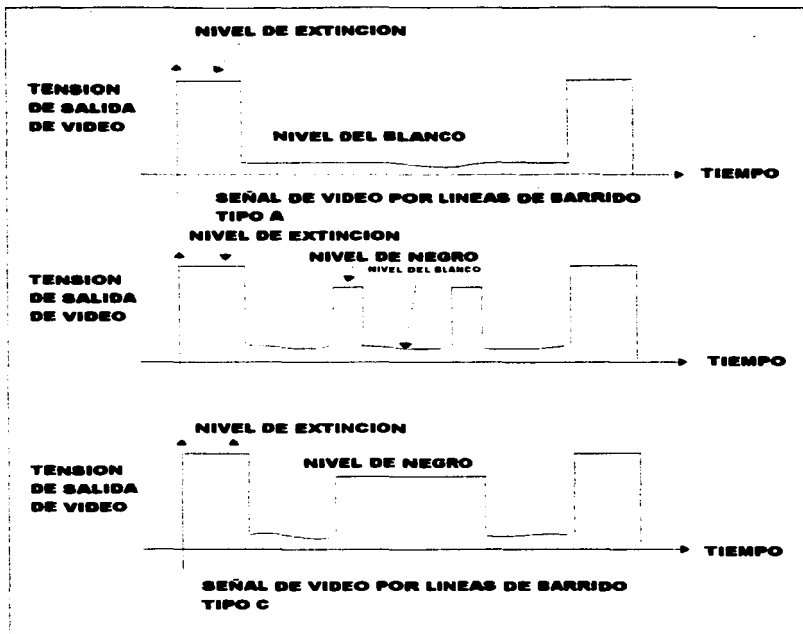 NIVEL DE EXTINCION
TENSION
DE SALIDA
DE VIDEO
NIVEL DEL BLANCO
TIEMPO
SEÑAL DE VIDEO POR LINEAS DE BARRIDO
TIPO A
NIVEL DE EXTINCION
NIVEL DE NEGRO
NIVEL DEL BLANCO
TENSION
DE SALIDA
DE VIDEO
TIEMPO
NIVEL DE EXTINCION
NIVEL DE NEGRO
TENSION
DE SALIDA
DE VIDEO
TIEMPO
SEÑAL DE VIDEO POR LINEAS DE BARRIDO
TIPO C